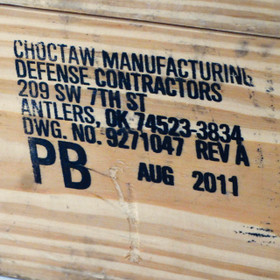 CHOCTAW MANUFACTURING
DEFENSE CONTRACTORS
209 SW 7TH ST
ANTLERS, OK 74523-3834
DWG. NO. 9271047 REV A
PB AUG 2011